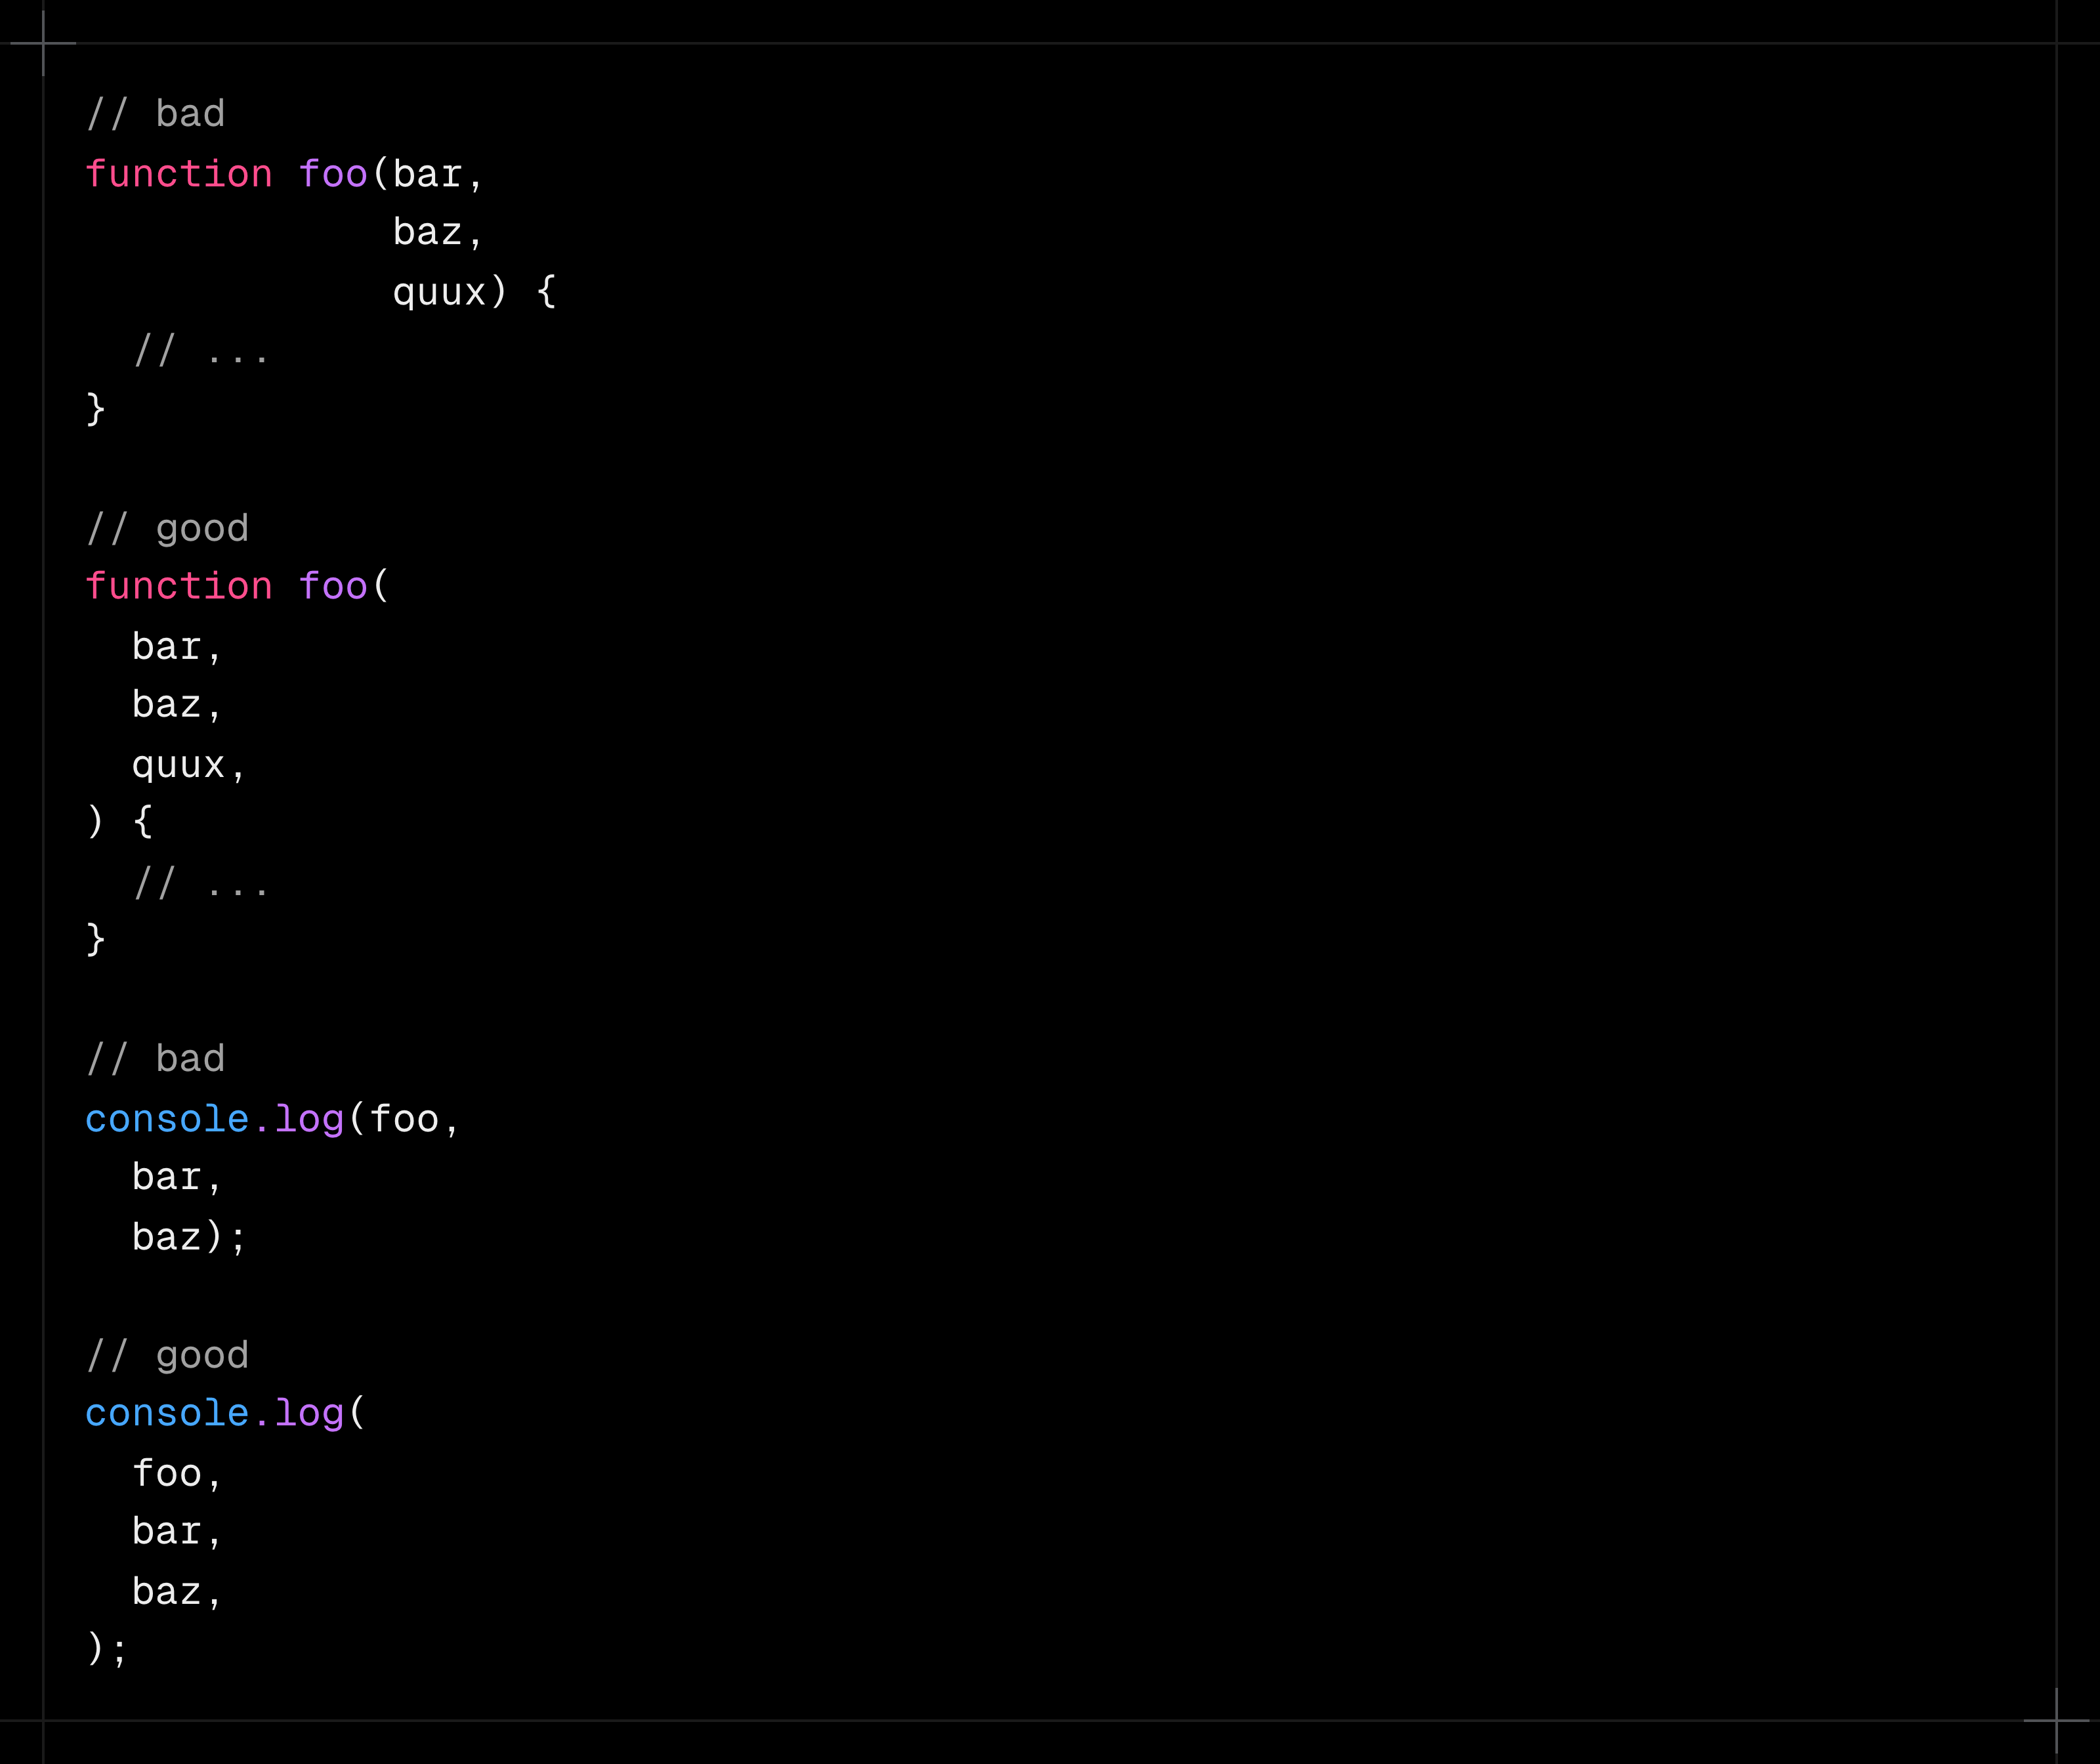 // bad
function foo(bar,
             baz,
             quux) {
  // ...
}

// good
function foo(
  bar,
  baz,
  quux,
) {
  // ...
}

// bad
console.log(foo,
  bar,
  baz);

// good
console.log(
  foo,
  bar,
  baz,
);